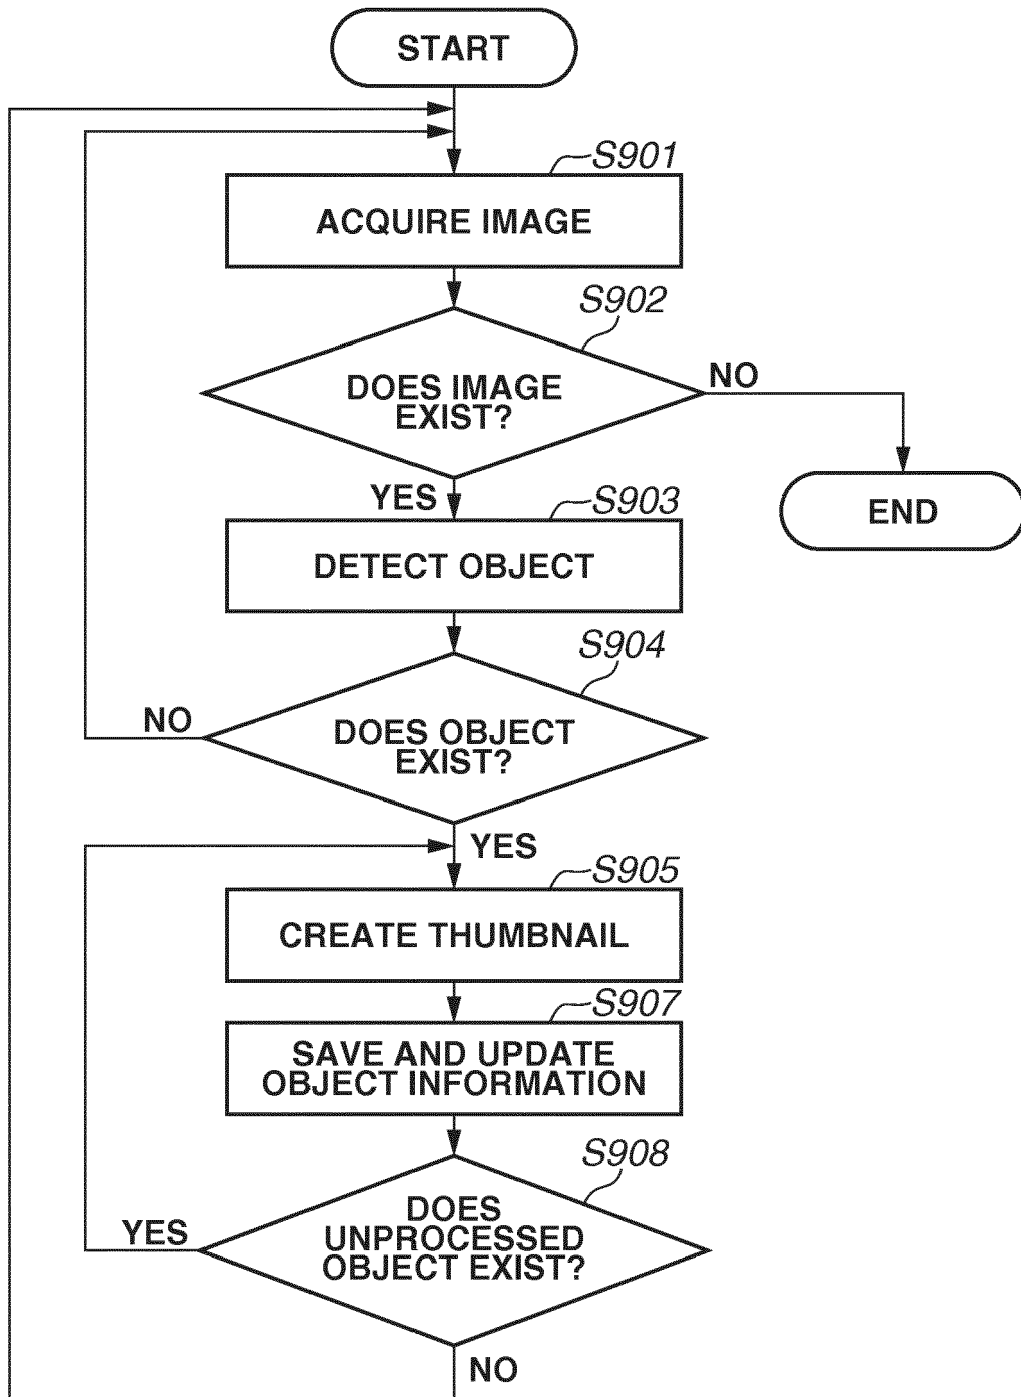 START
S901
ACQUIRE IMAGE
S902
DOES IMAGE
EXIST?
NO
YES
END
S903
DETECT OBJECT
S904
NO
DOES OBJECT
EXIST?
YES
S905
CREATE THUMBNAIL
S907
SAVE AND UPDATE
OBJECT INFORMATION
S908
YES
DOES
UNPROCESSED
OBJECT EXIST?
NO